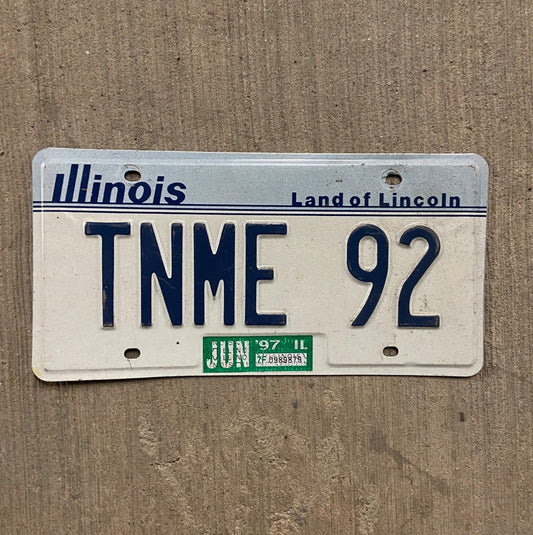 Illinois
Land of Lincoln
TNME 92
JUN '97 IL